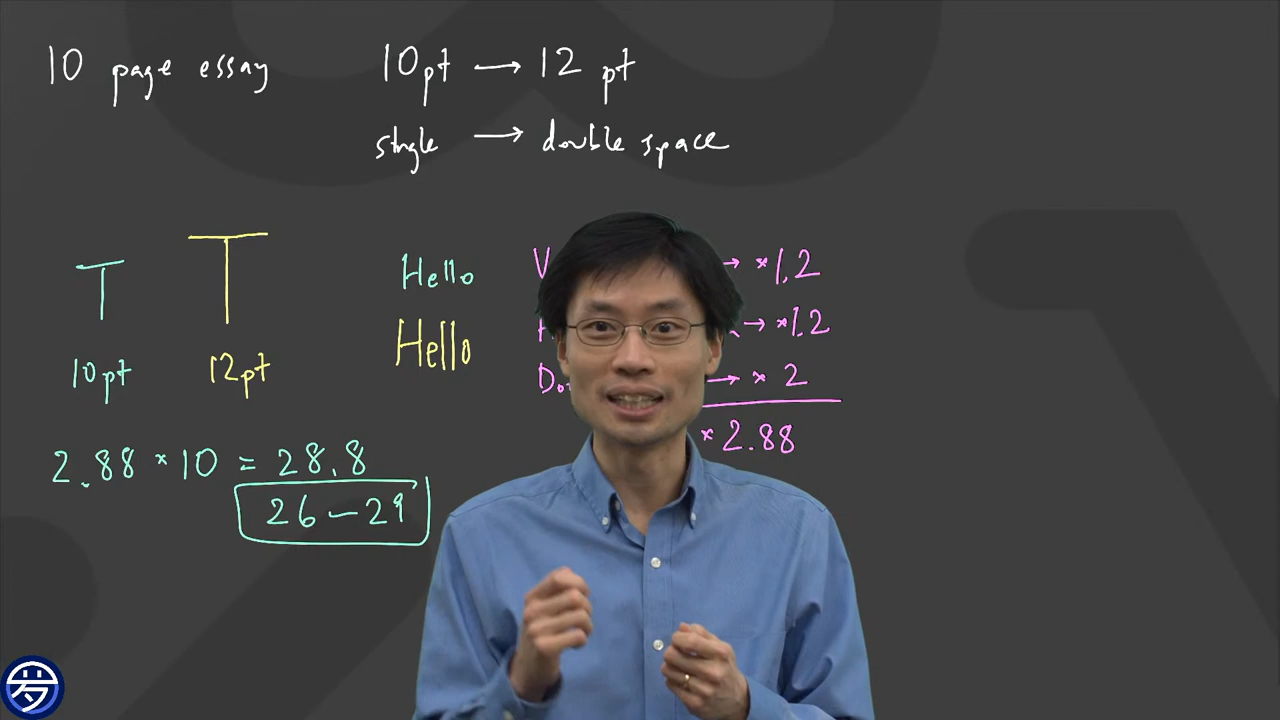 10 page essay
10pt → 12 pt
single → double space
T
T
10pt
12pt
Hello
Hello
→ ×1.2
→ ×1.2
→ × 2
× 2.88
2.88 × 10 = 28.8
26 – 29